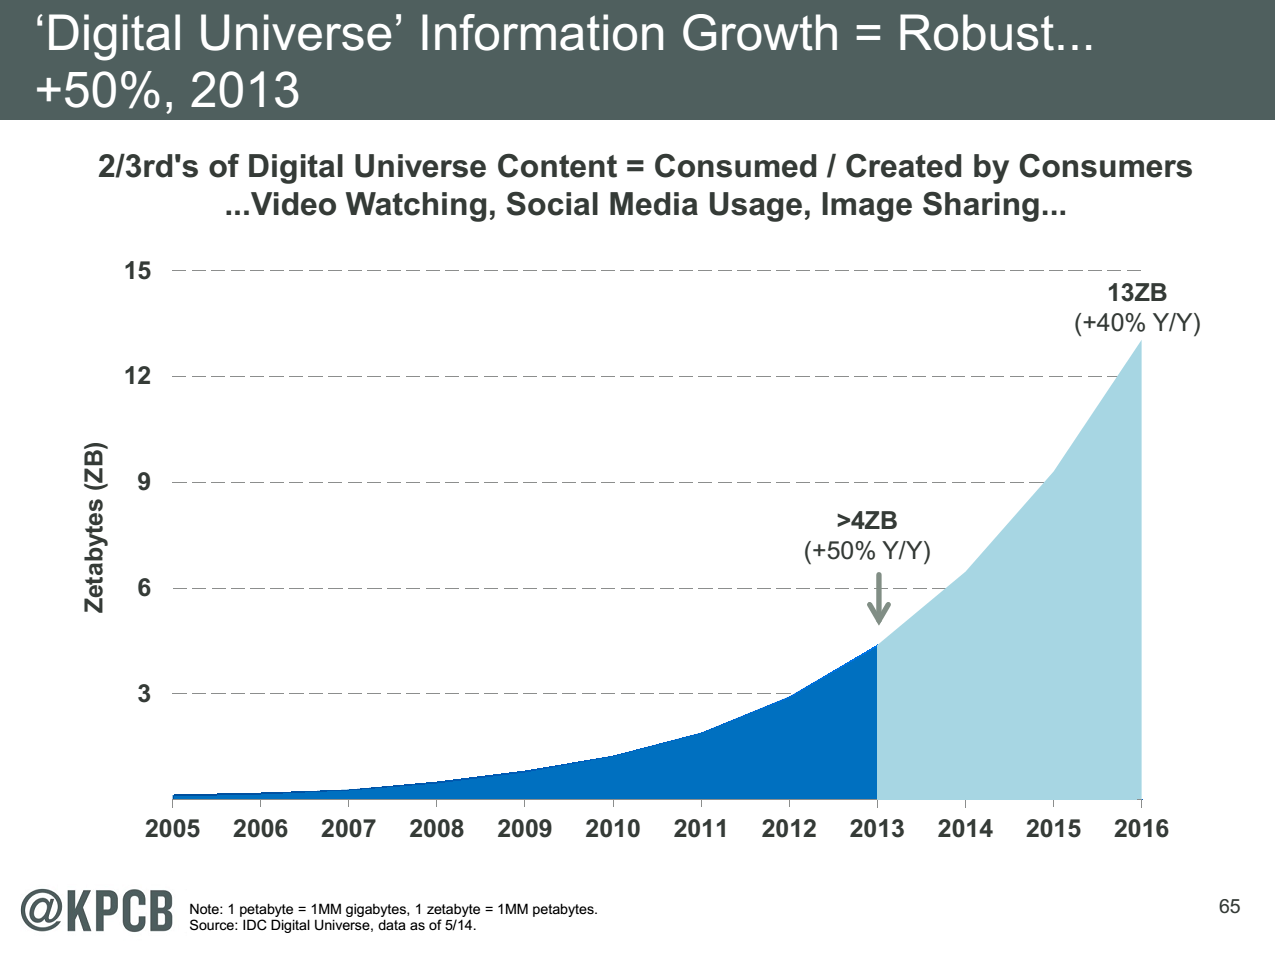 ‘Digital Universe’ Information Growth = Robust...
+50%, 2013
2/3rd's of Digital Universe Content = Consumed / Created by Consumers
...Video Watching, Social Media Usage, Image Sharing...
15
13ZB
(+40% Y/Y)
12
Zetabytes (ZB)
9
>4ZB
(+50% Y/Y)
6
3
2005 2006 2007 2008 2009 2010 2011 2012 2013 2014 2015 2016
@KPCB
Note: 1 petabyte = 1MM gigabytes, 1 zetabyte = 1MM petabytes.
Source: IDC Digital Universe, data as of 5/14.
65